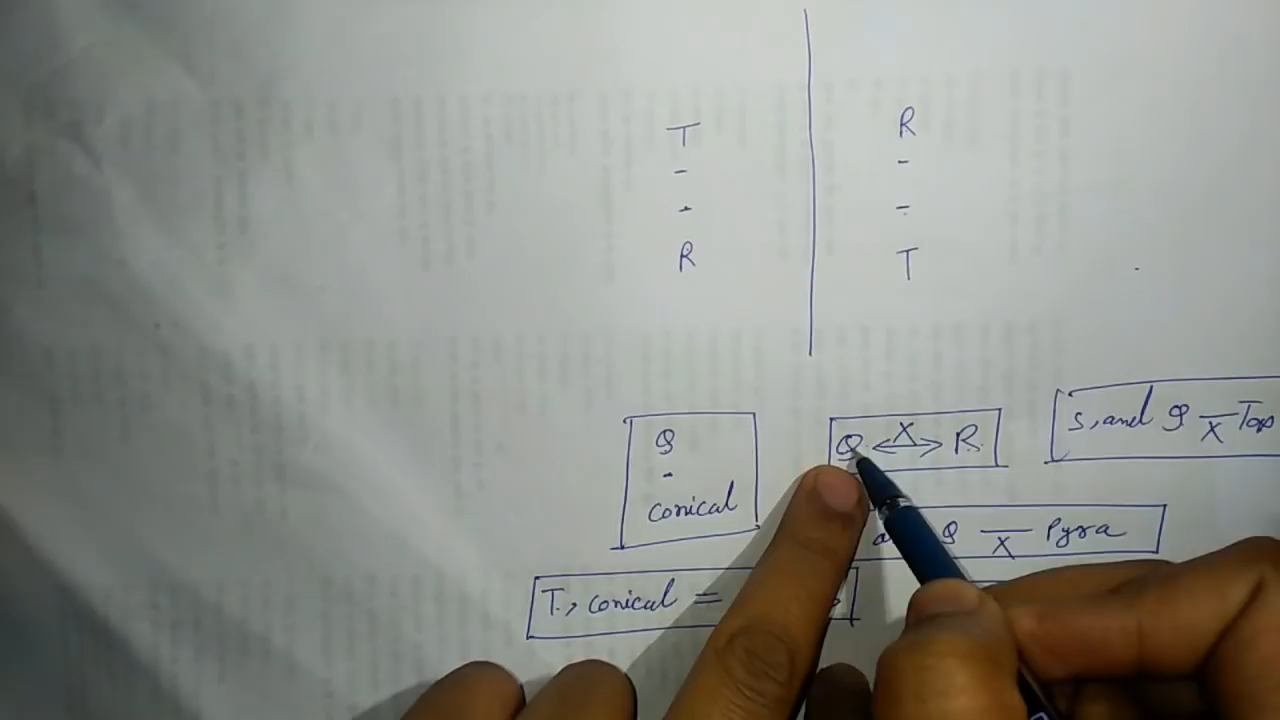 T
-
-
R
R
-
-
T
Q
-
conical
Q <-X-> R
S, and Q X Top
Q X Pyra
T, conical =